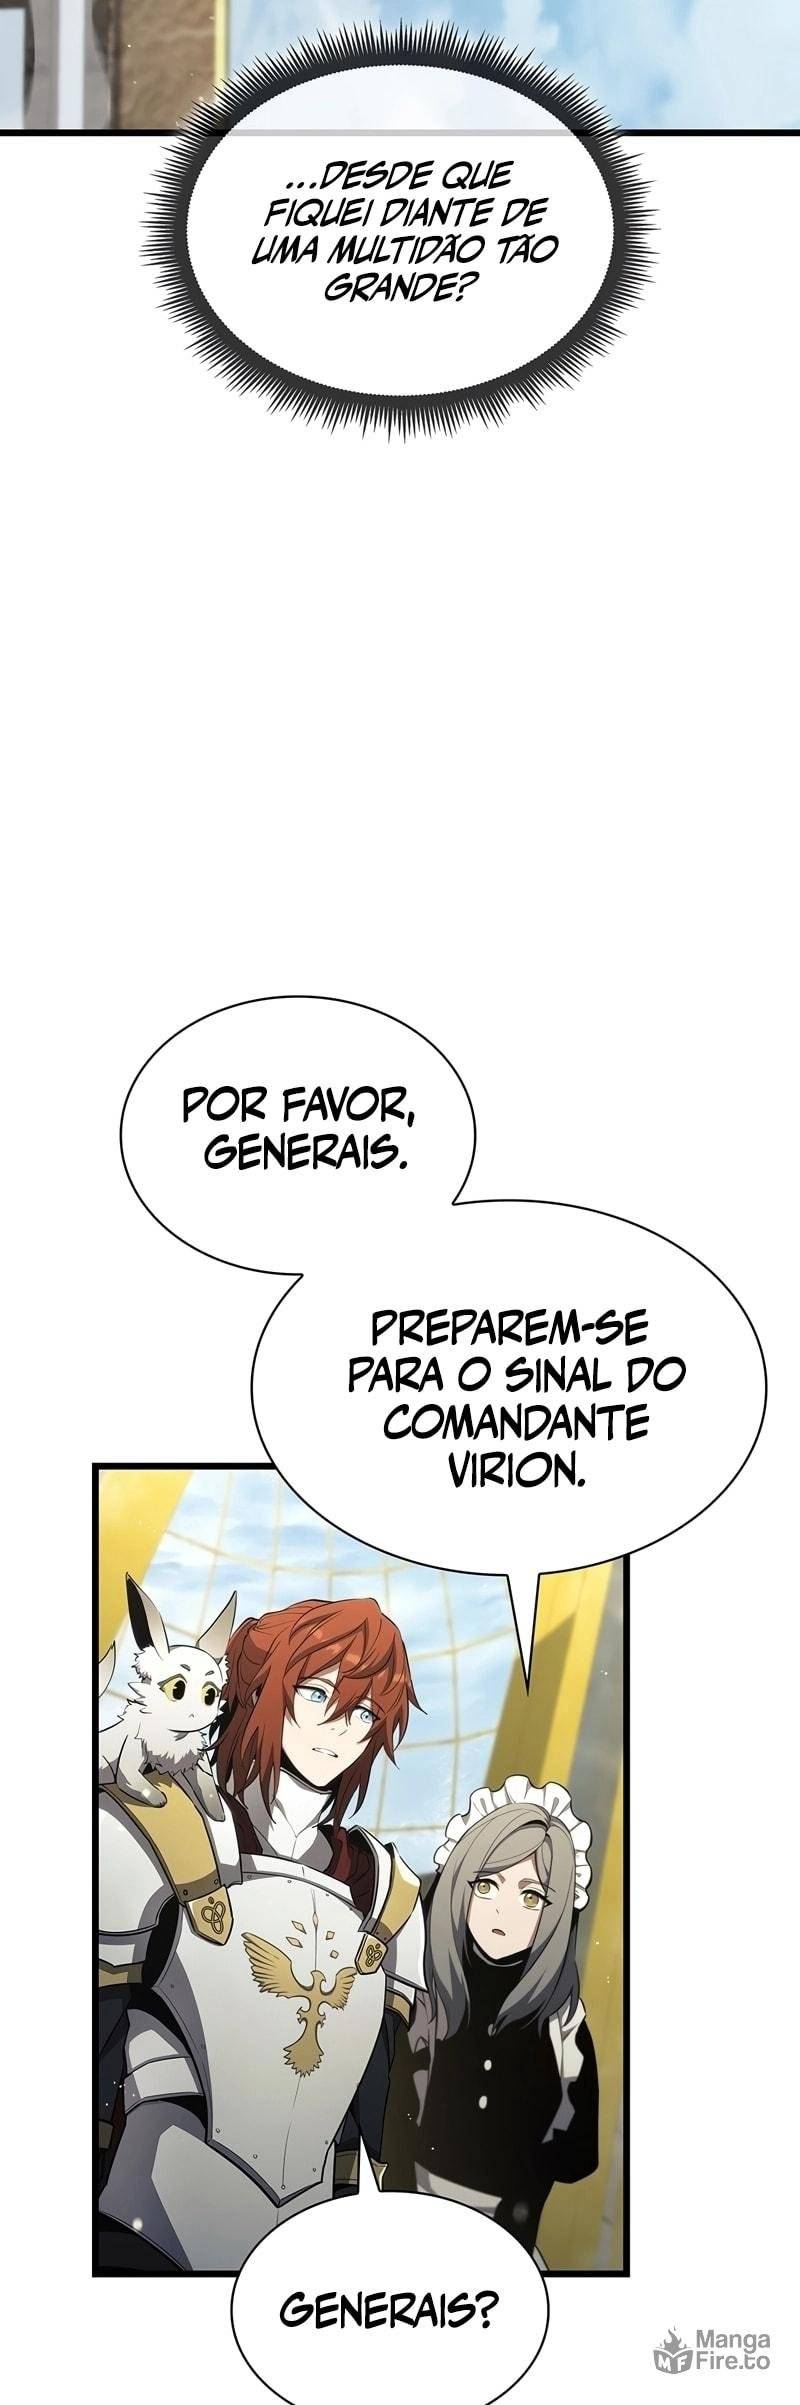 ...DESDE QUE
FIQUEI DIANTE DE
UMA MULTIDÃO TÃO
GRANDE?
POR FAVOR,
GENERAIS.
PREPAREM-SE
PARA O SINAL DO
COMANDANTE
VIRION.
GENERAIS?
Manga
MF Fire.to